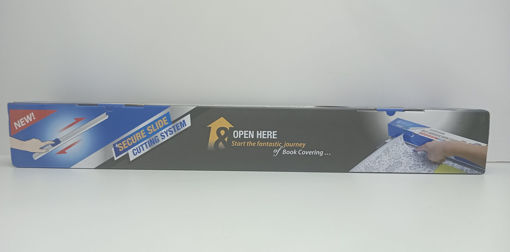 NEW!
SECURE SLIDE
CUTTING SYSTEM
& OPEN HERE
Start the fantastic journey
of Book Covering ...